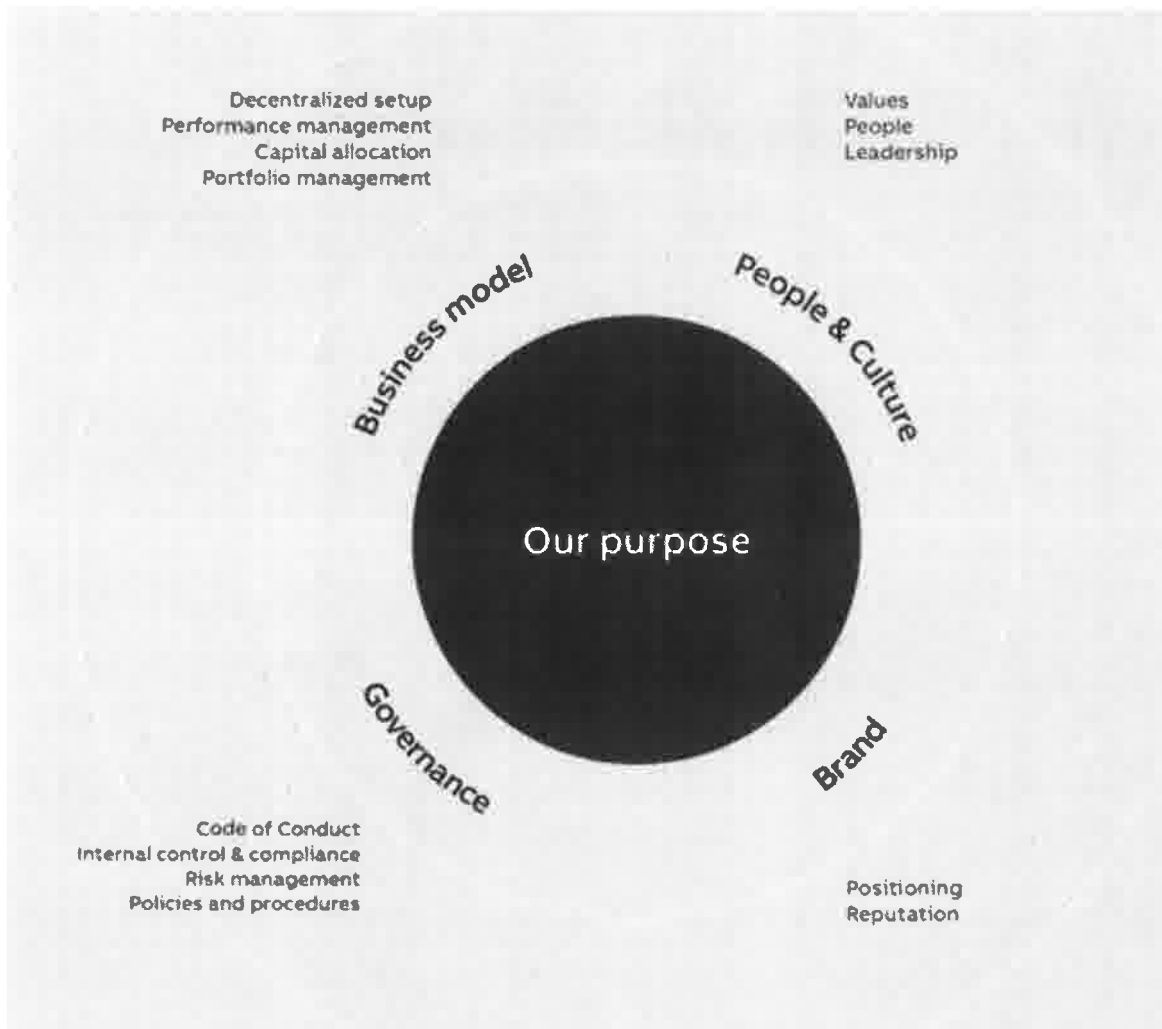 Decentralized setup
Performance management
Capital allocation
Portfolio management
Values
People
Leadership
Business model
People & Culture
Our purpose
Governance
Brand
Code of Conduct
Internal control & compliance
Risk management
Policies and procedures
Positioning
Reputation